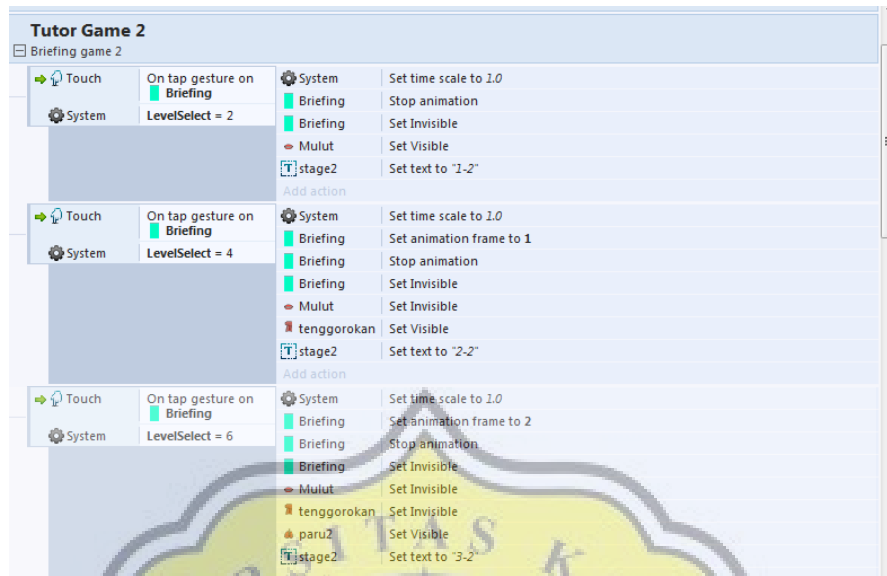 Tutor Game 2
Briefing game 2
Touch On tap gesture on Briefing
System LevelSelect = 2
System Set time scale to 1.0
Briefing Stop animation
Briefing Set Invisible
Mulut Set Visible
T stage2 Set text to "1-2"
Add action
Touch On tap gesture on Briefing
System LevelSelect = 4
System Set time scale to 1.0
Briefing Set animation frame to 1
Briefing Stop animation
Briefing Set Invisible
Mulut Set Invisible
tenggorokan Set Visible
T stage2 Set text to "2-2"
Add action
Touch On tap gesture on Briefing
System LevelSelect = 6
System Set time scale to 1.0
Briefing Set animation frame to 2
Briefing Stop animation
Briefing Set Invisible
Mulut Set Invisible
tenggorokan Set Invisible
paru2 Set Visible
T stage2 Set text to "3-2"
SITAS K